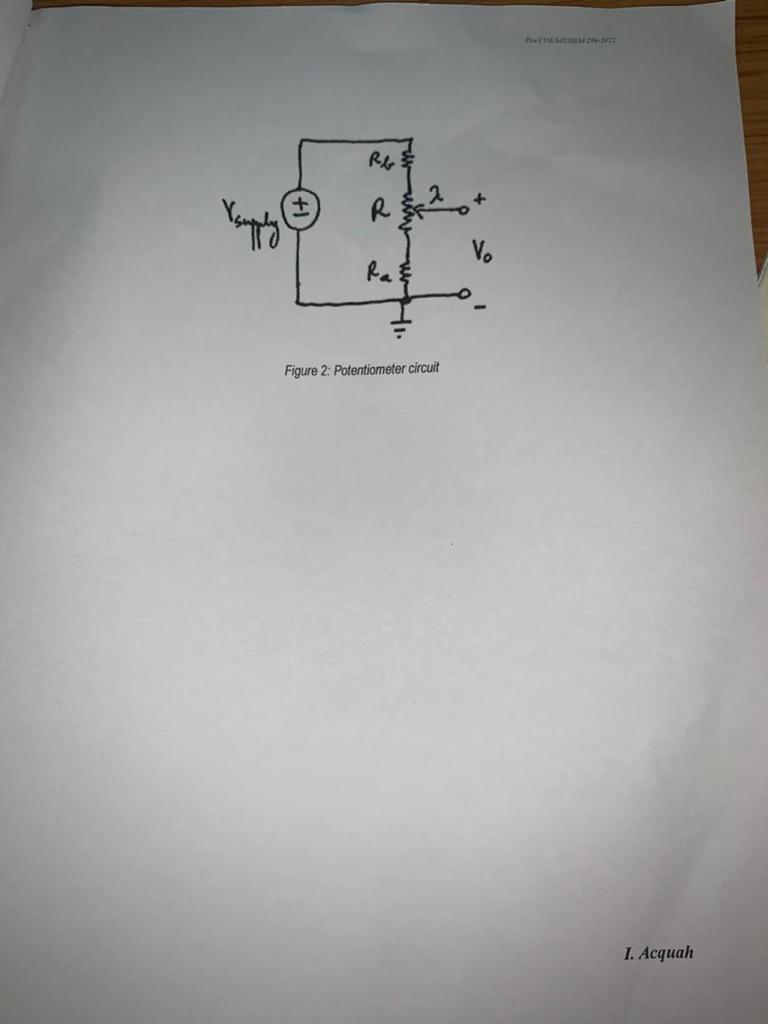 Rb
λ
+
R
Vsupply
±
Vo
Ra
-
Figure 2: Potentiometer circuit
I. Acquah